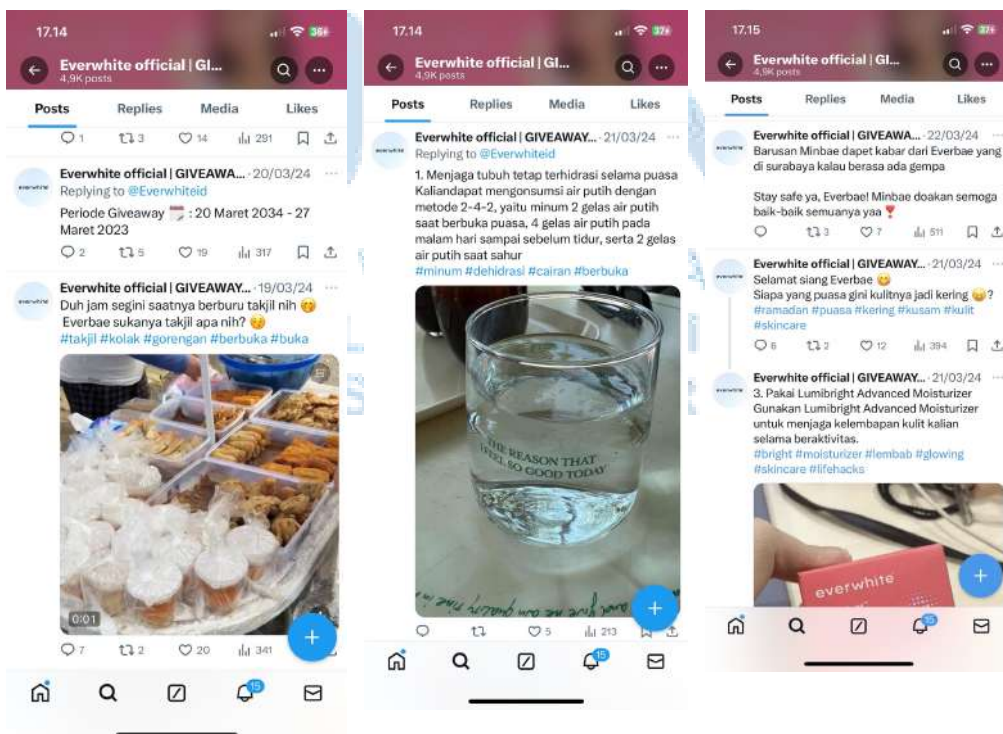 17.14
36
Everwhite official | GI...
4,9K posts
Posts Replies Media Likes
1 3 14 291
Everwhite official | GIVEAWA... · 20/03/24
Replying to @Everwhiteid
Periode Giveaway 🗓️ : 20 Maret 2034 - 27
Maret 2023
2 5 19 317
Everwhite official | GIVEAWAY... · 19/03/24
Duh jam segini saatnya berburu takjil nih 🤭
Everbae sukanya takjil apa nih? 😚
#takjil #kolak #gorengan #berbuka #buka
0:01
7 2 20 341
15
17.14
37
Everwhite official | GI...
4,9K posts
Posts Replies Media Likes
Everwhite official | GIVEAWAY... · 21/03/24
Replying to @Everwhiteid
1. Menjaga tubuh tetap terhidrasi selama puasa
Kaliandapat mengonsumsi air putih dengan
metode 2-4-2, yaitu minum 2 gelas air putih
saat berbuka puasa, 4 gelas air putih pada
malam hari sampai sebelum tidur, serta 2 gelas
air putih saat sahur
#minum #dehidrasi #cairan #berbuka
THE REASON THAT
I FEEL SO GOOD TODAY
5 213
15
17.15
37
Everwhite official | GI...
4,9K posts
Posts Replies Media Likes
Everwhite official | GIVEAWA... · 22/03/24
Barusan Minbae dapet kabar dari Everbae yang
di surabaya kalau berasa ada gempa
Stay safe ya, Everbae! Minbae doakan semoga
baik-baik semuanya yaa ❣️
3 7 511
Everwhite official | GIVEAWAY... · 21/03/24
Selamat siang Everbae 😋
Siapa yang puasa gini kulitnya jadi kering 😂?
#ramadan #puasa #kering #kusam #kulit
#skincare
6 2 12 394
Everwhite official | GIVEAWAY... · 21/03/24
3. Pakai Lumibright Advanced Moisturizer
Gunakan Lumibright Advanced Moisturizer
untuk menjaga kelembapan kulit kalian
selama beraktivitas.
#bright #moisturizer #lembab #glowing
#skincare #lifehacks
everwhite
15